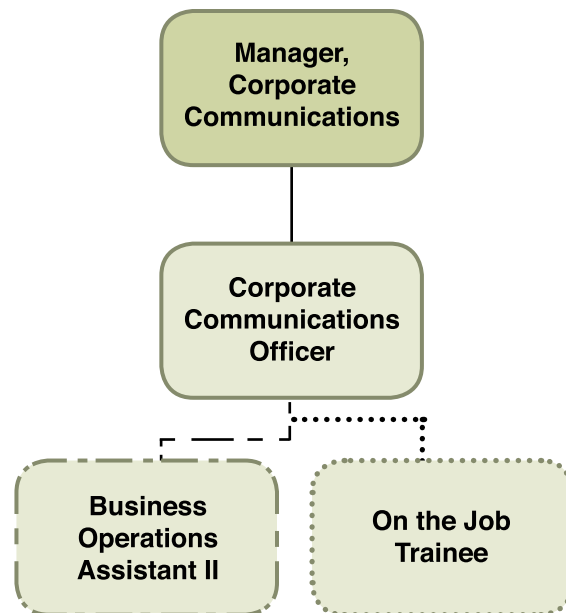 Manager,
Corporate
Communications
Corporate
Communications
Officer
Business
Operations
Assistant II
On the Job
Trainee